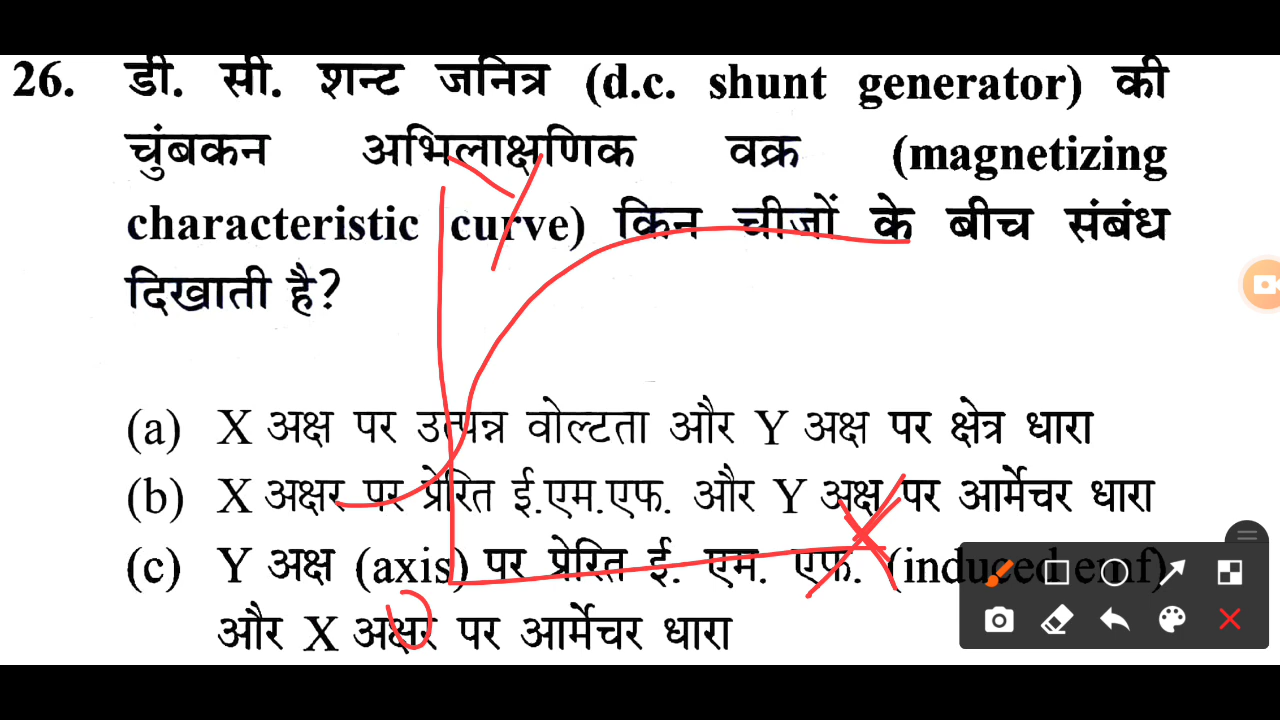 26. डी. सी. शन्ट जनित्र (d.c. shunt generator) की
चुंबकन अभिलाक्षणिक वक्र (magnetizing
characteristic curve) किन चीजों के बीच संबंध
दिखाती है?
(a) X अक्ष पर उत्पन्न वोल्टता और Y अक्ष पर क्षेत्र धारा
(b) X अक्षर पर प्रेरित ई.एम.एफ. और Y अक्ष पर आर्मेचर धारा
(c) Y अक्ष (axis) पर प्रेरित ई. एम. एफ. (induced emf)
और X अक्षर पर आर्मेचर धारा
Y
X
O